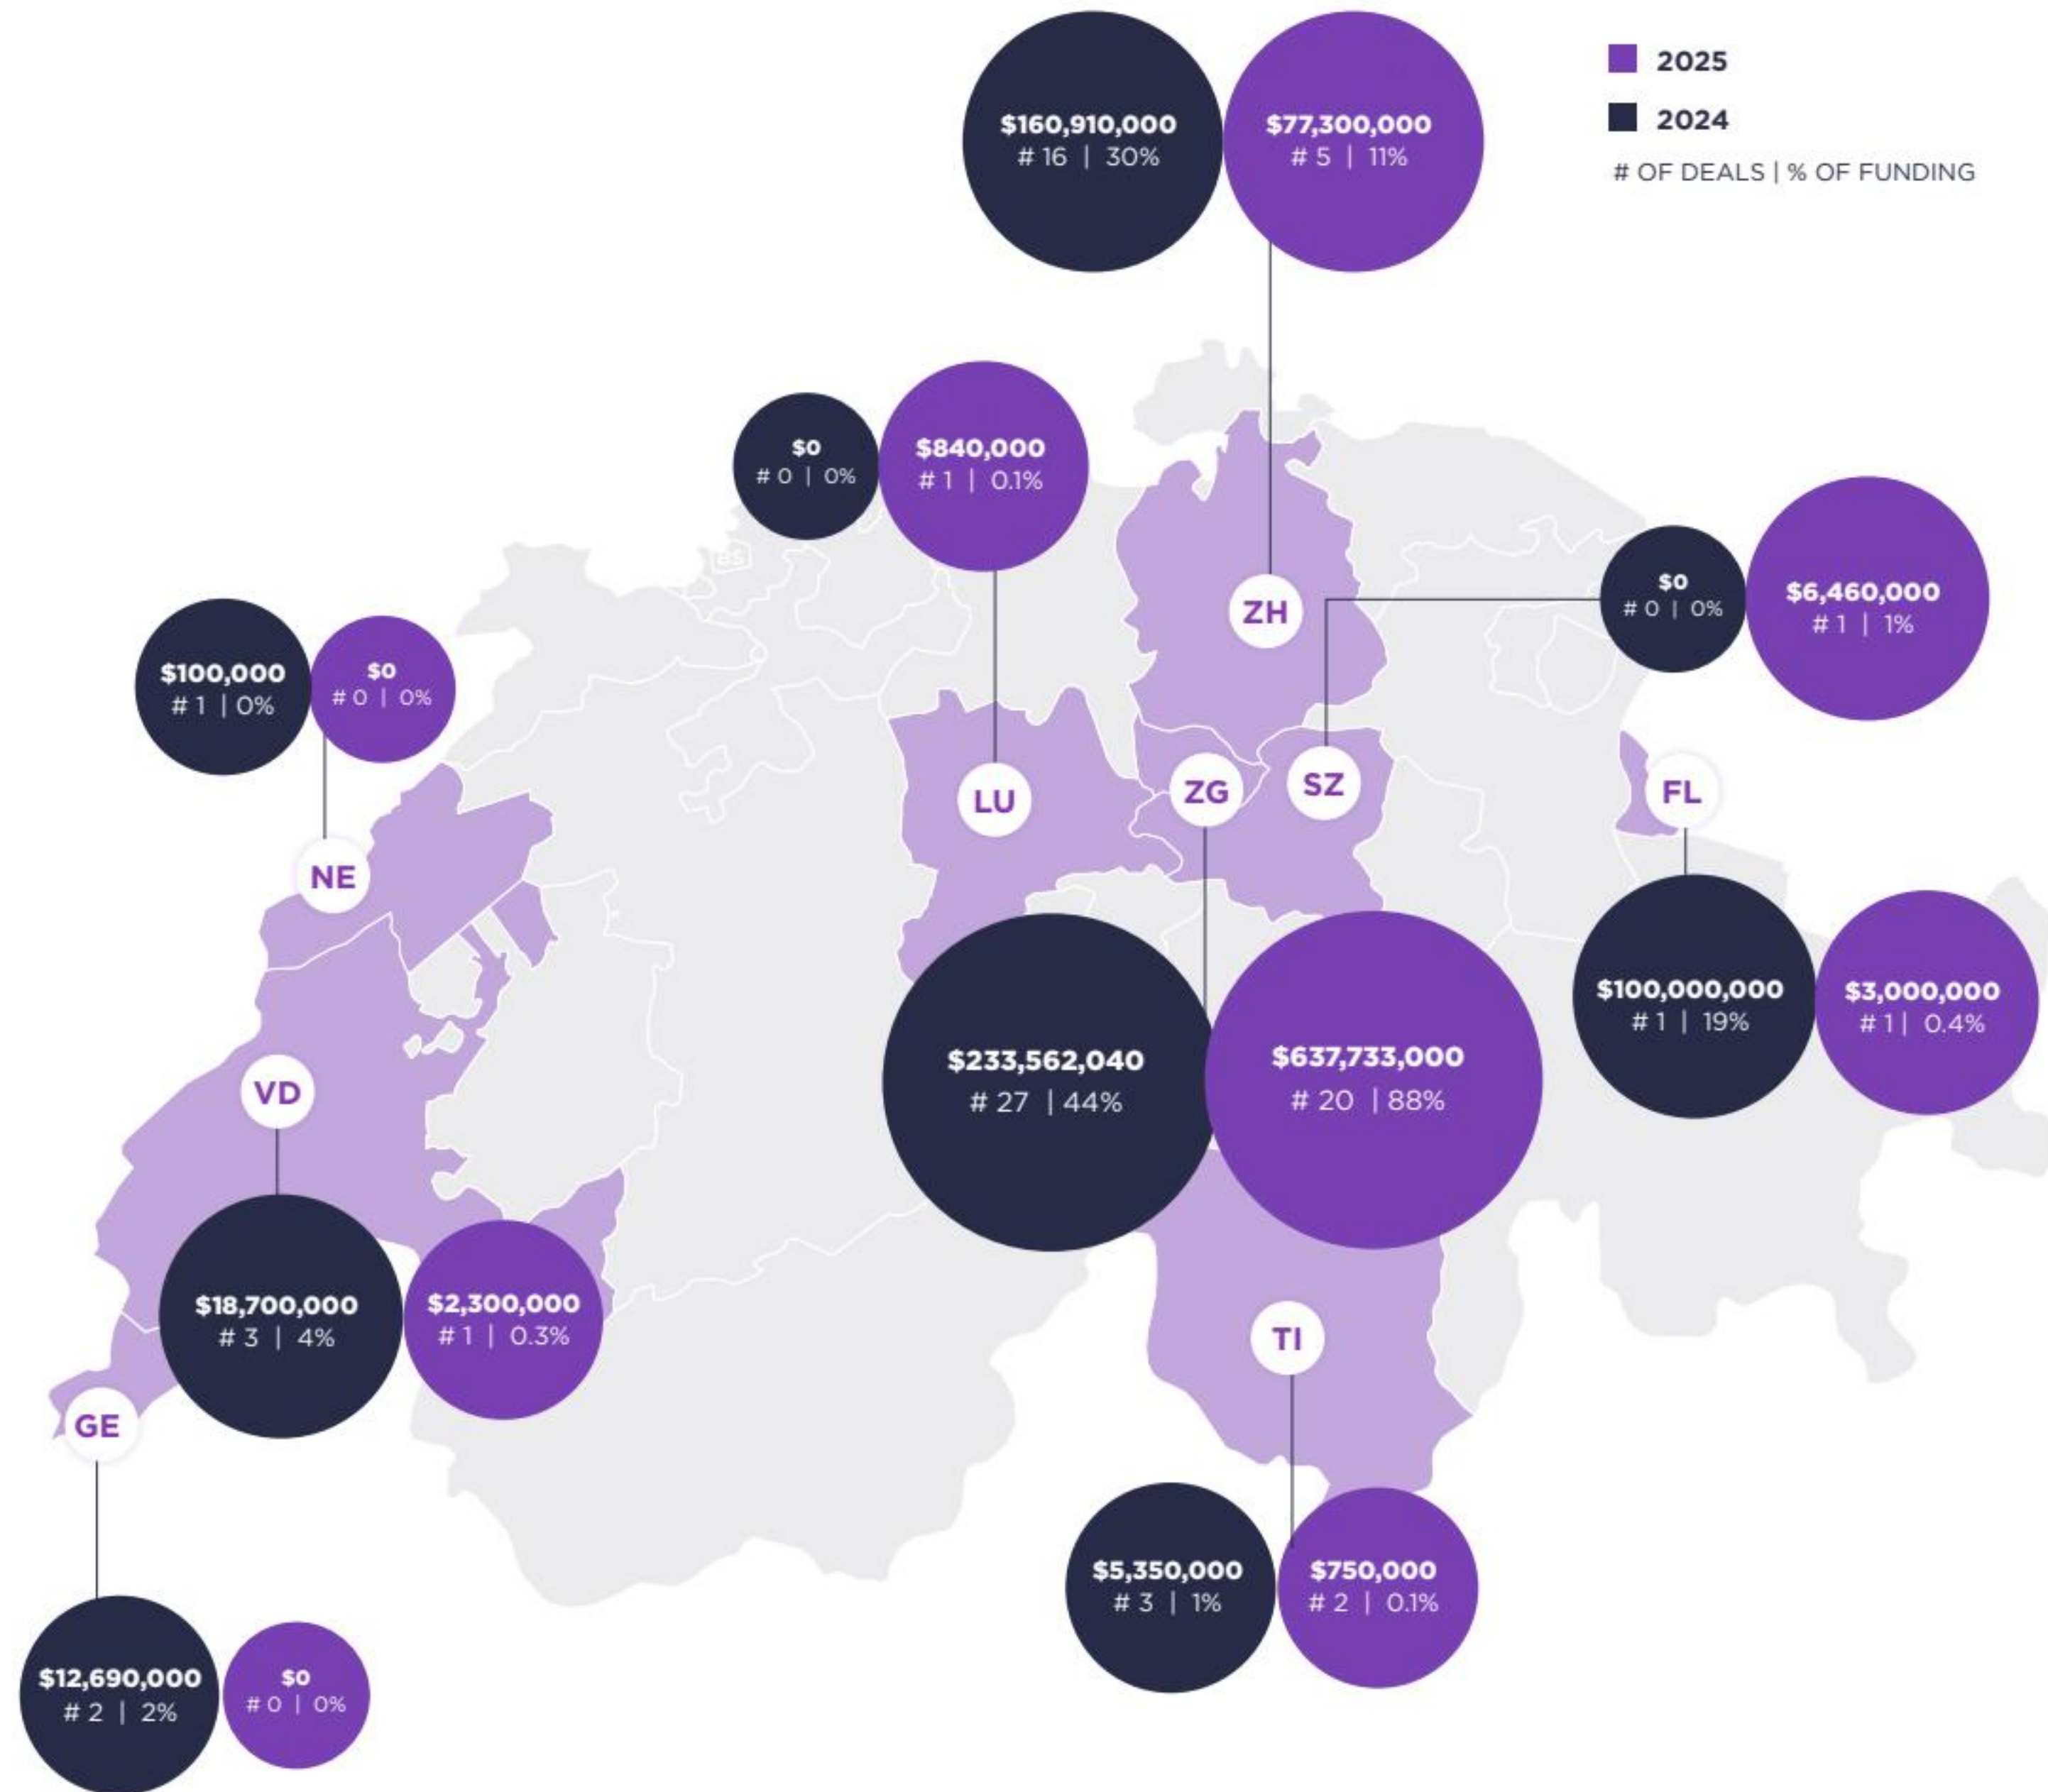 $160,910,000
# 16 | 30%
$77,300,000
# 5 | 11%
2025
2024
# OF DEALS | % OF FUNDING
$0
# 0 | 0%
$840,000
# 1 | 0.1%
BS
ZH
$0
# 0 | 0%
$6,460,000
# 1 | 1%
$100,000
# 1 | 0%
$0
# 0 | 0%
LU
ZG
SZ
FL
NE
$100,000,000
# 1 | 19%
$3,000,000
# 1 | 0.4%
$233,562,040
# 27 | 44%
$637,733,000
# 20 | 88%
VD
$18,700,000
# 3 | 4%
$2,300,000
# 1 | 0.3%
TI
GE
$5,350,000
# 3 | 1%
$750,000
# 2 | 0.1%
$12,690,000
# 2 | 2%
$0
# 0 | 0%